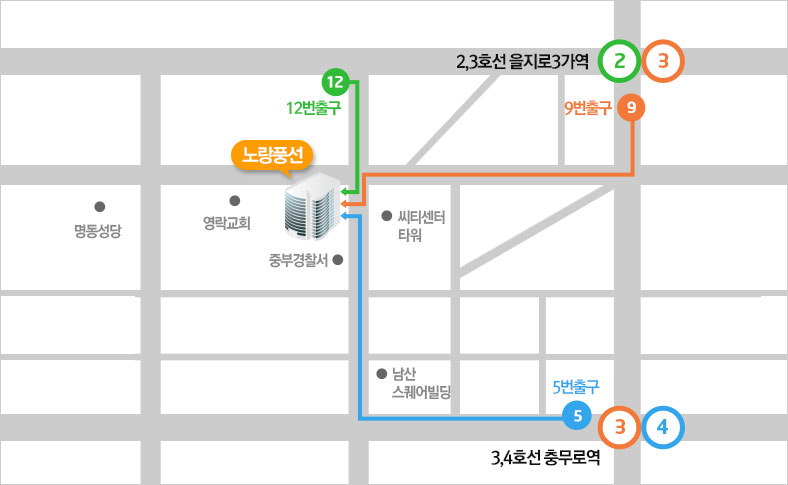 2,3호선 을지로3가역
2
3
12
12번출구
9번출구
9
노랑풍선
명동성당
영락교회
씨티센터
타워
중부경찰서
남산
스퀘어빌딩
5번출구
5
3
4
3,4호선 충무로역